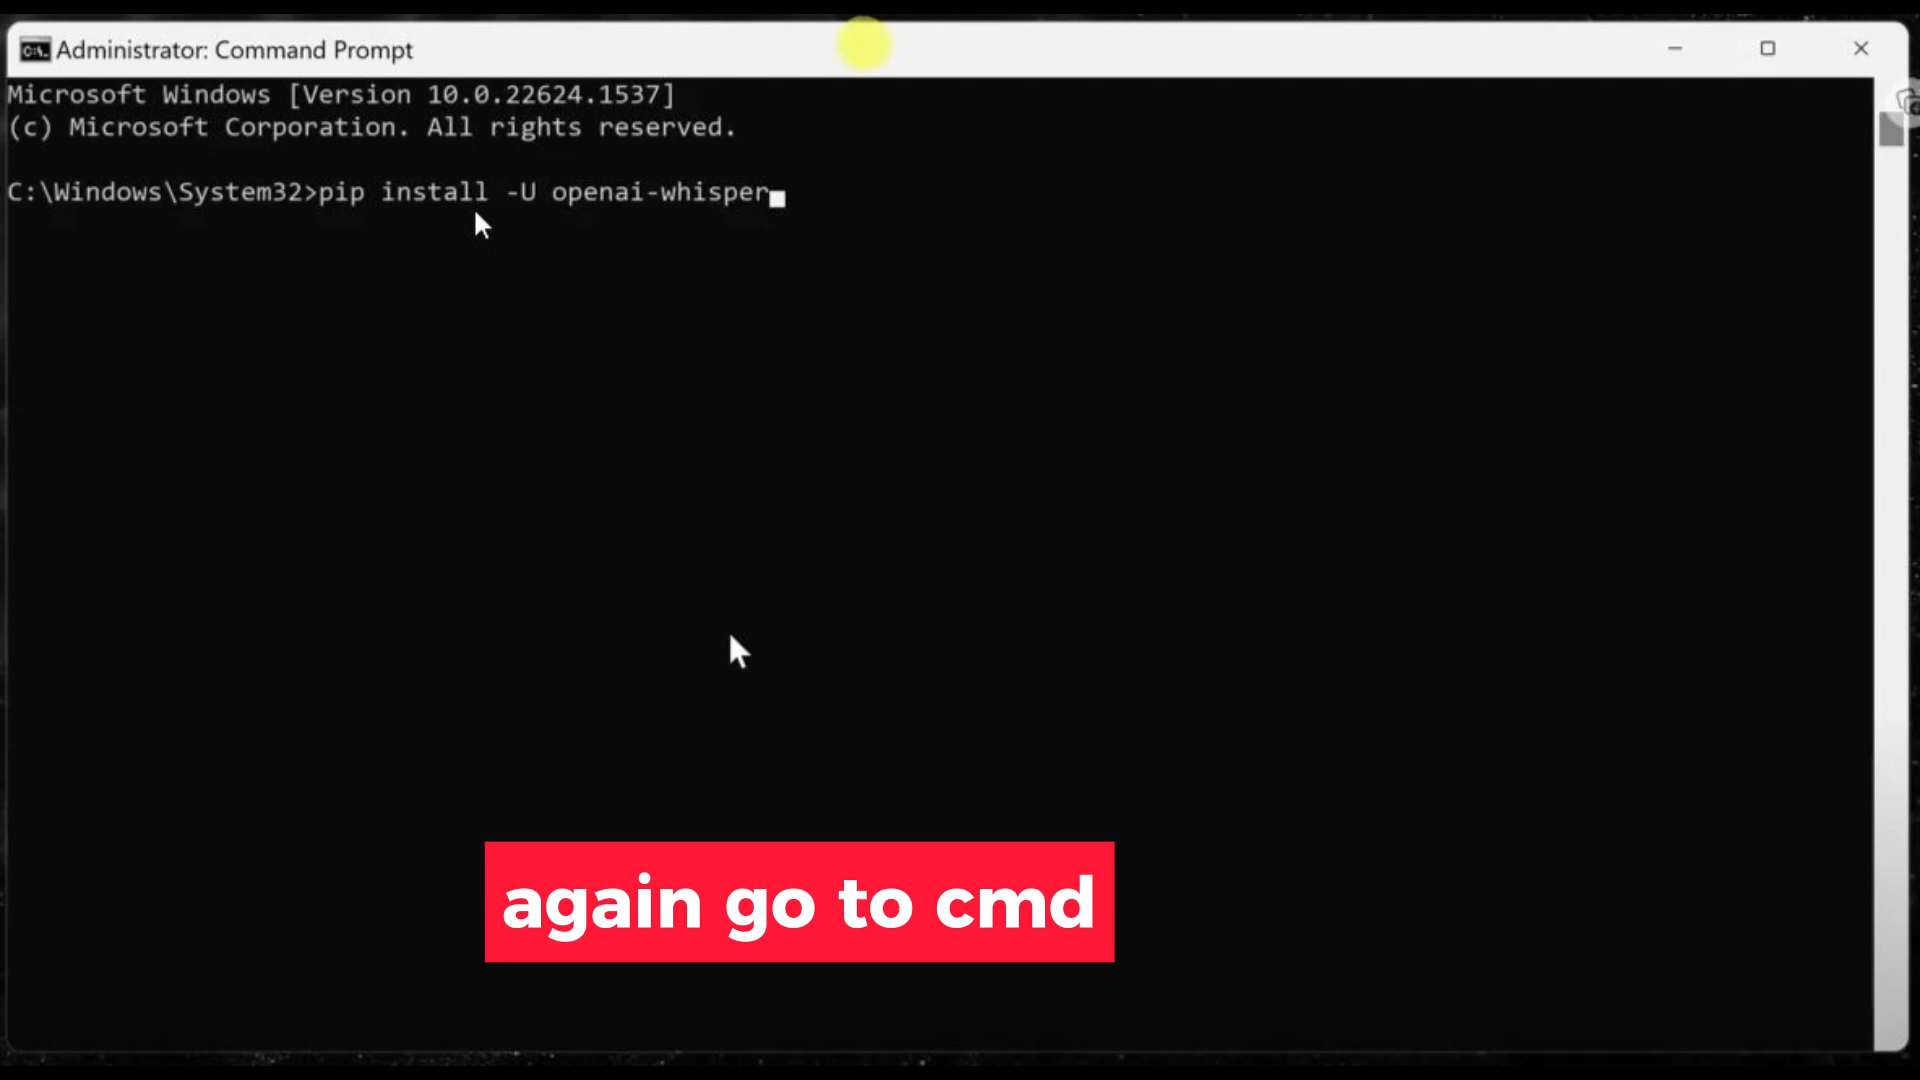 Administrator: Command Prompt
Microsoft Windows [Version 10.0.22624.1537]
(c) Microsoft Corporation. All rights reserved.
C:\Windows\System32>pip install -U openai-whisper
again go to cmd